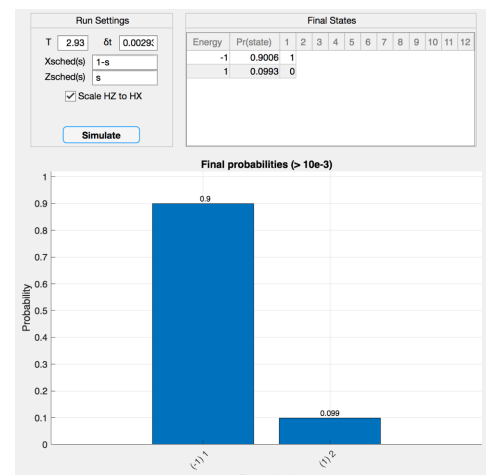 Run Settings
T 2.93 δt 0.00293
Xsched(s) 1-s
Zsched(s) s
Scale HZ to HX
Simulate
Final States
Energy Pr(state) 1 2 3 4 5 6 7 8 9 10 11 12
-1 0.9006 1
1 0.0993 0
Final probabilities (> 10e-3)
Probability
1
0.9
0.8
0.7
0.6
0.5
0.4
0.3
0.2
0.1
0
0.9
0.099
(-1) 1
(1) 2